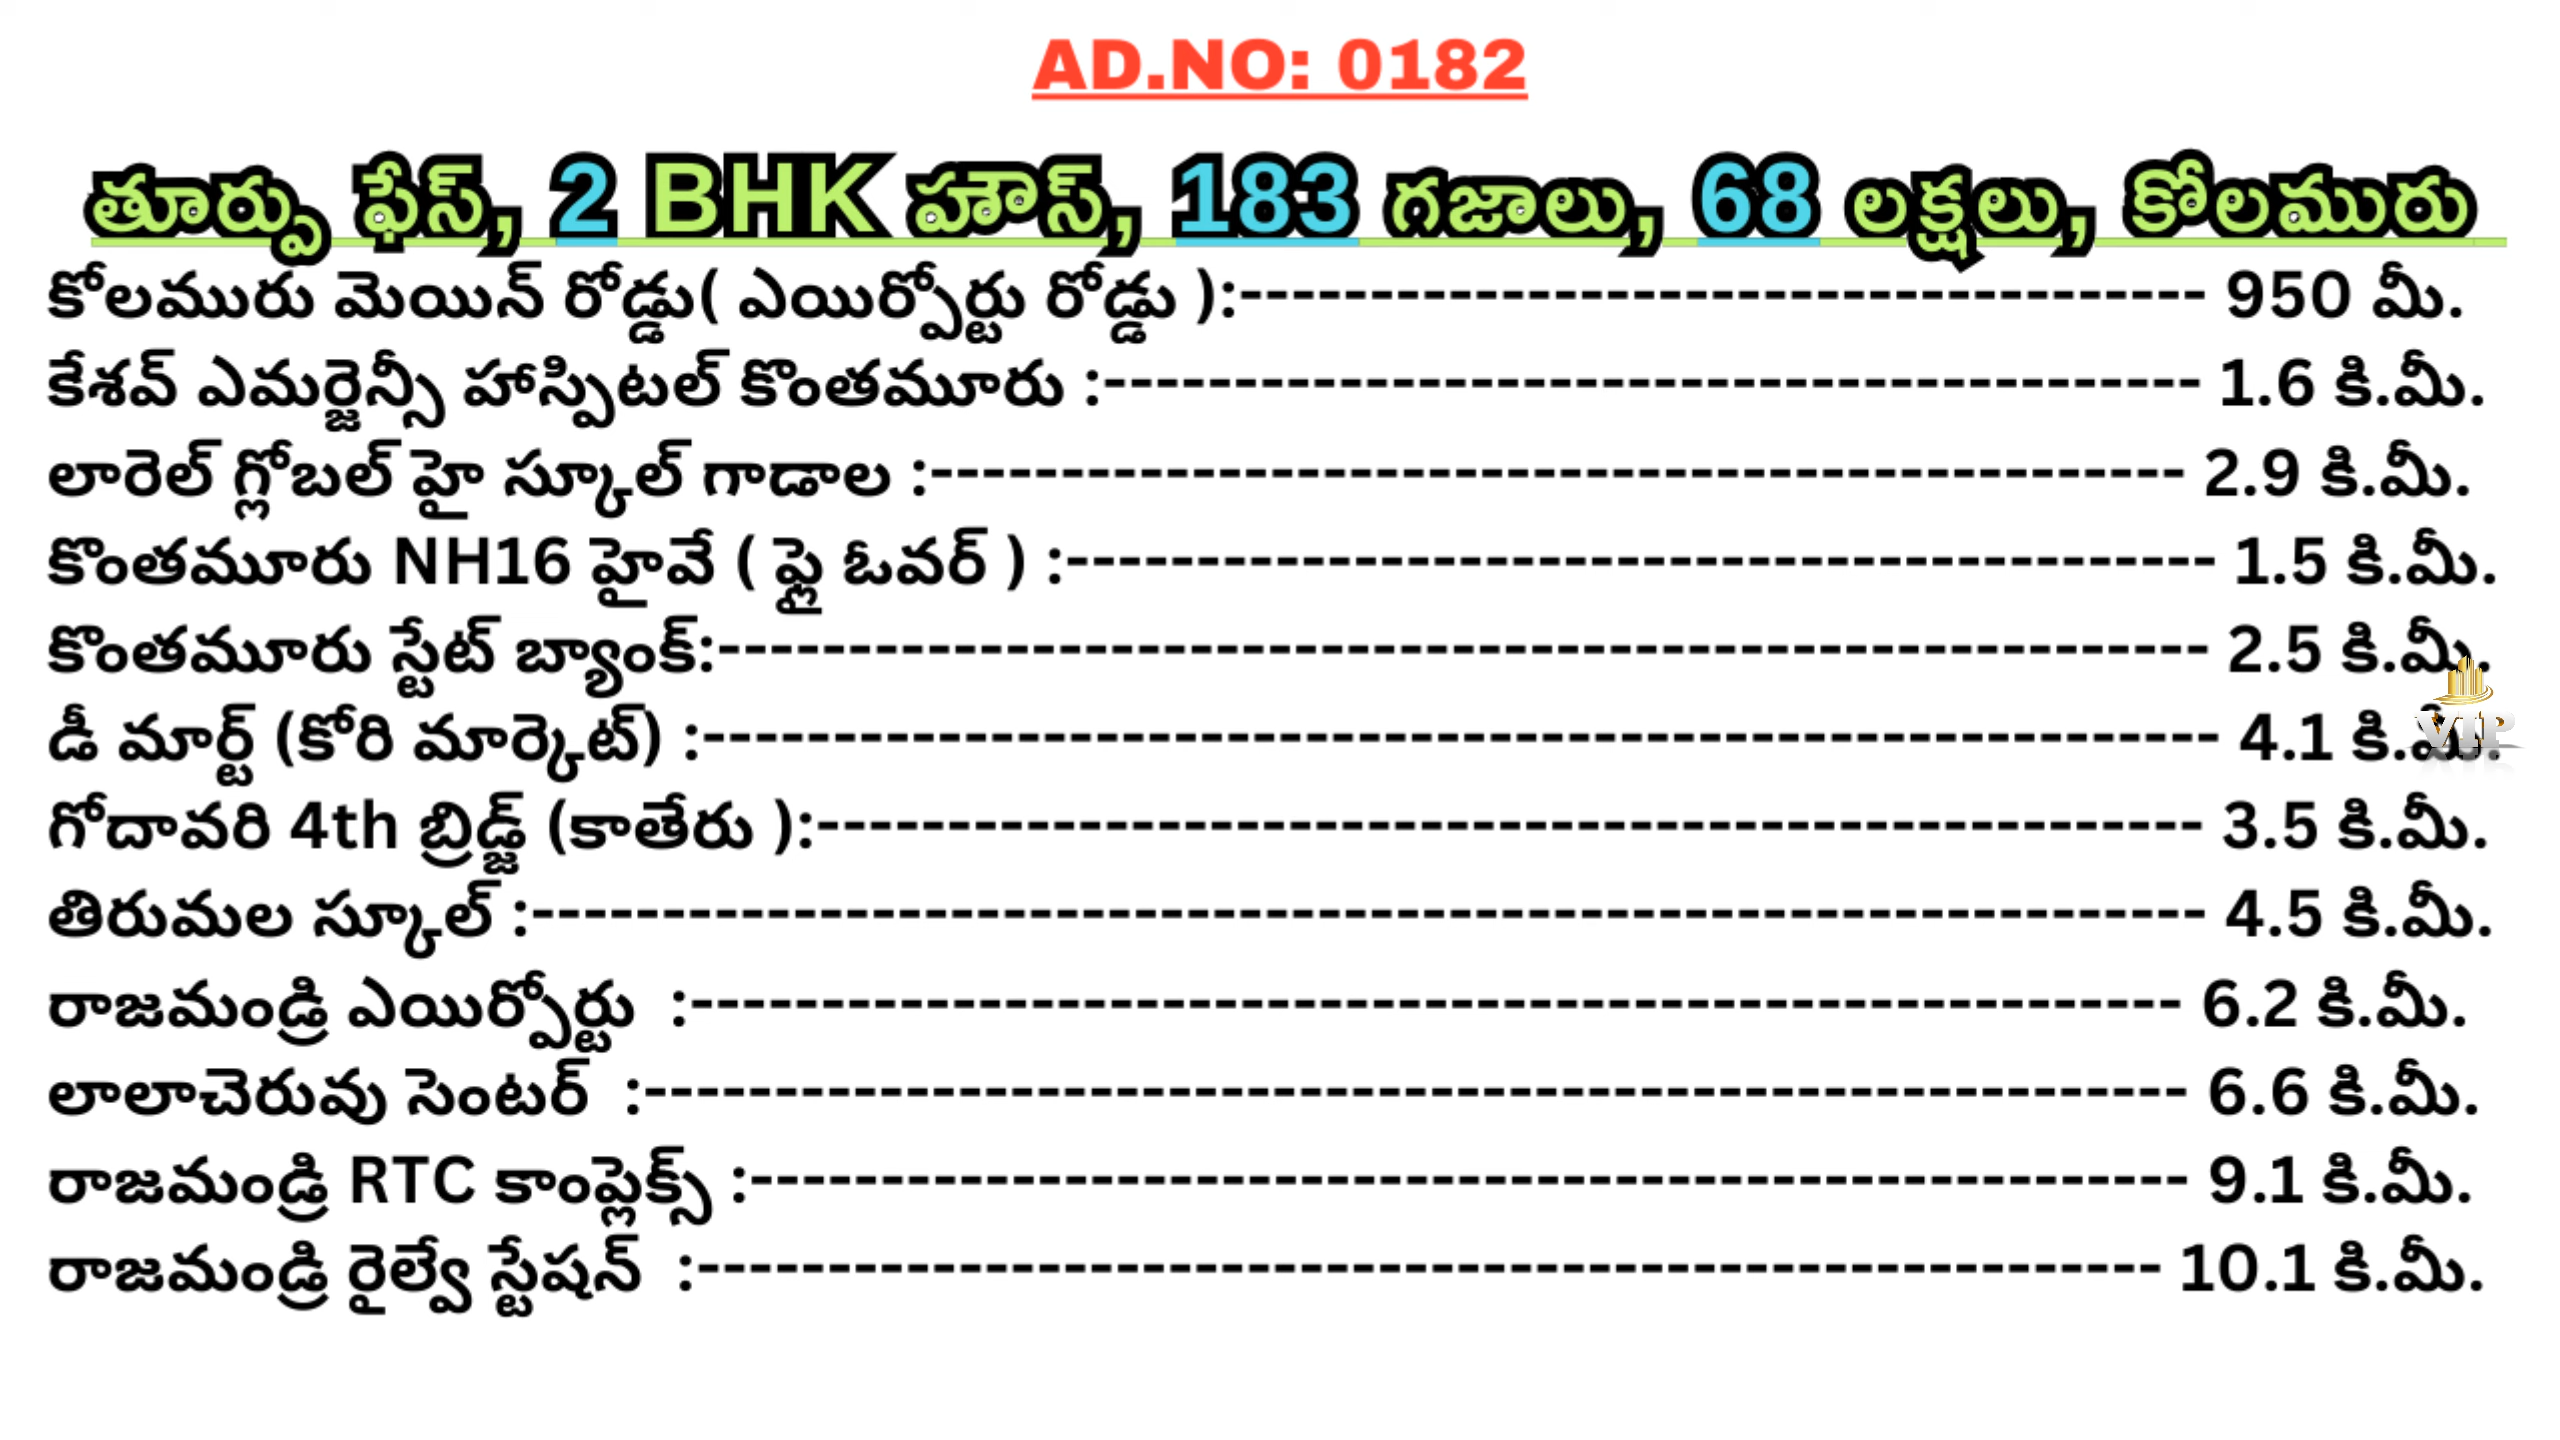 AD.NO: 0182
తూర్పు ఫేస్, 2 BHK హౌస్, 183 గజాలు, 68 లక్షలు, కోలమురు
కోలమురు మెయిన్ రోడ్డు( ఎయిర్పోర్టు రోడ్డు ):------------------------------------- 950 మీ.
కేశవ్ ఎమర్జెన్సీ హాస్పిటల్ కొంతమూరు :------------------------------------------ 1.6 కి.మీ.
లారెల్ గ్లోబల్ హై స్కూల్ గాడాల :------------------------------------------------ 2.9 కి.మీ.
కొంతమూరు NH16 హైవే ( ఫ్లై ఓవర్ ) :-------------------------------------------- 1.5 కి.మీ.
కొంతమూరు స్టేట్ బ్యాంక్:--------------------------------------------------------- 2.5 కి.మీ.
డీ మార్ట్ (కోరి మార్కెట్) :---------------------------------------------------------- 4.1 కి.మీ.
గోదావరి 4th బ్రిడ్జ్ (కాతేరు ):----------------------------------------------------- 3.5 కి.మీ.
తిరుమల స్కూల్ :---------------------------------------------------------------- 4.5 కి.మీ.
రాజమండ్రి ఎయిర్పోర్టు :--------------------------------------------------------- 6.2 కి.మీ.
లాలాచెరువు సెంటర్ :----------------------------------------------------------- 6.6 కి.మీ.
రాజమండ్రి RTC కాంప్లెక్స్ :------------------------------------------------------- 9.1 కి.మీ.
రాజమండ్రి రైల్వే స్టేషన్ :-------------------------------------------------------- 10.1 కి.మీ.
VIP